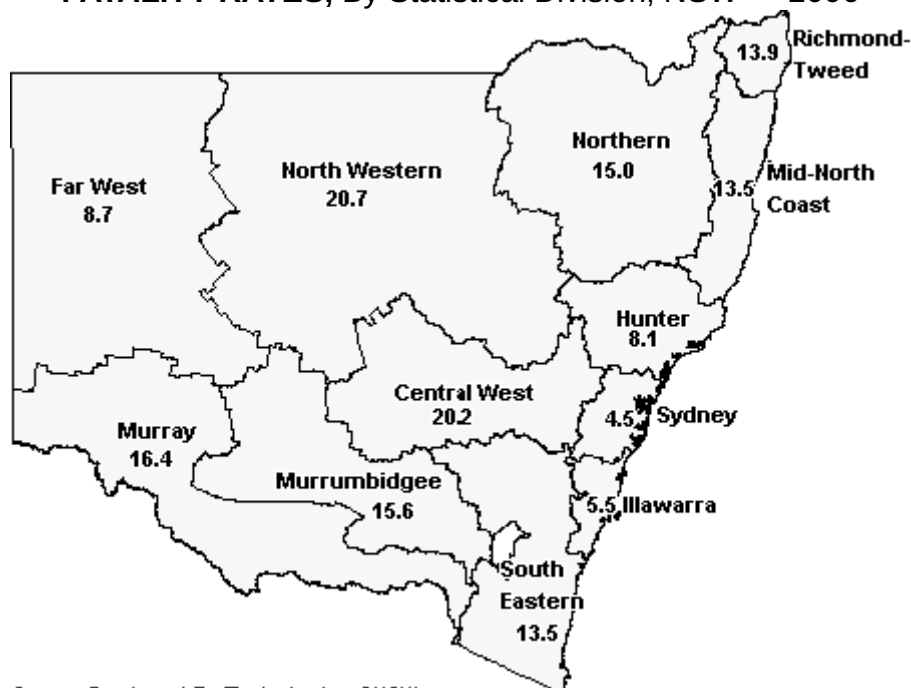 FATALITY RATES, By Statistical Division, NSW
Richmond-
Tweed
13.9
Northern
15.0
Mid-North
Coast
13.5
North Western
20.7
Far West
8.7
Hunter
8.1
Central West
20.2
Sydney
4.5
Murray
16.4
Murrumbidgee
15.6
Illawarra
5.5
South
Eastern
13.5